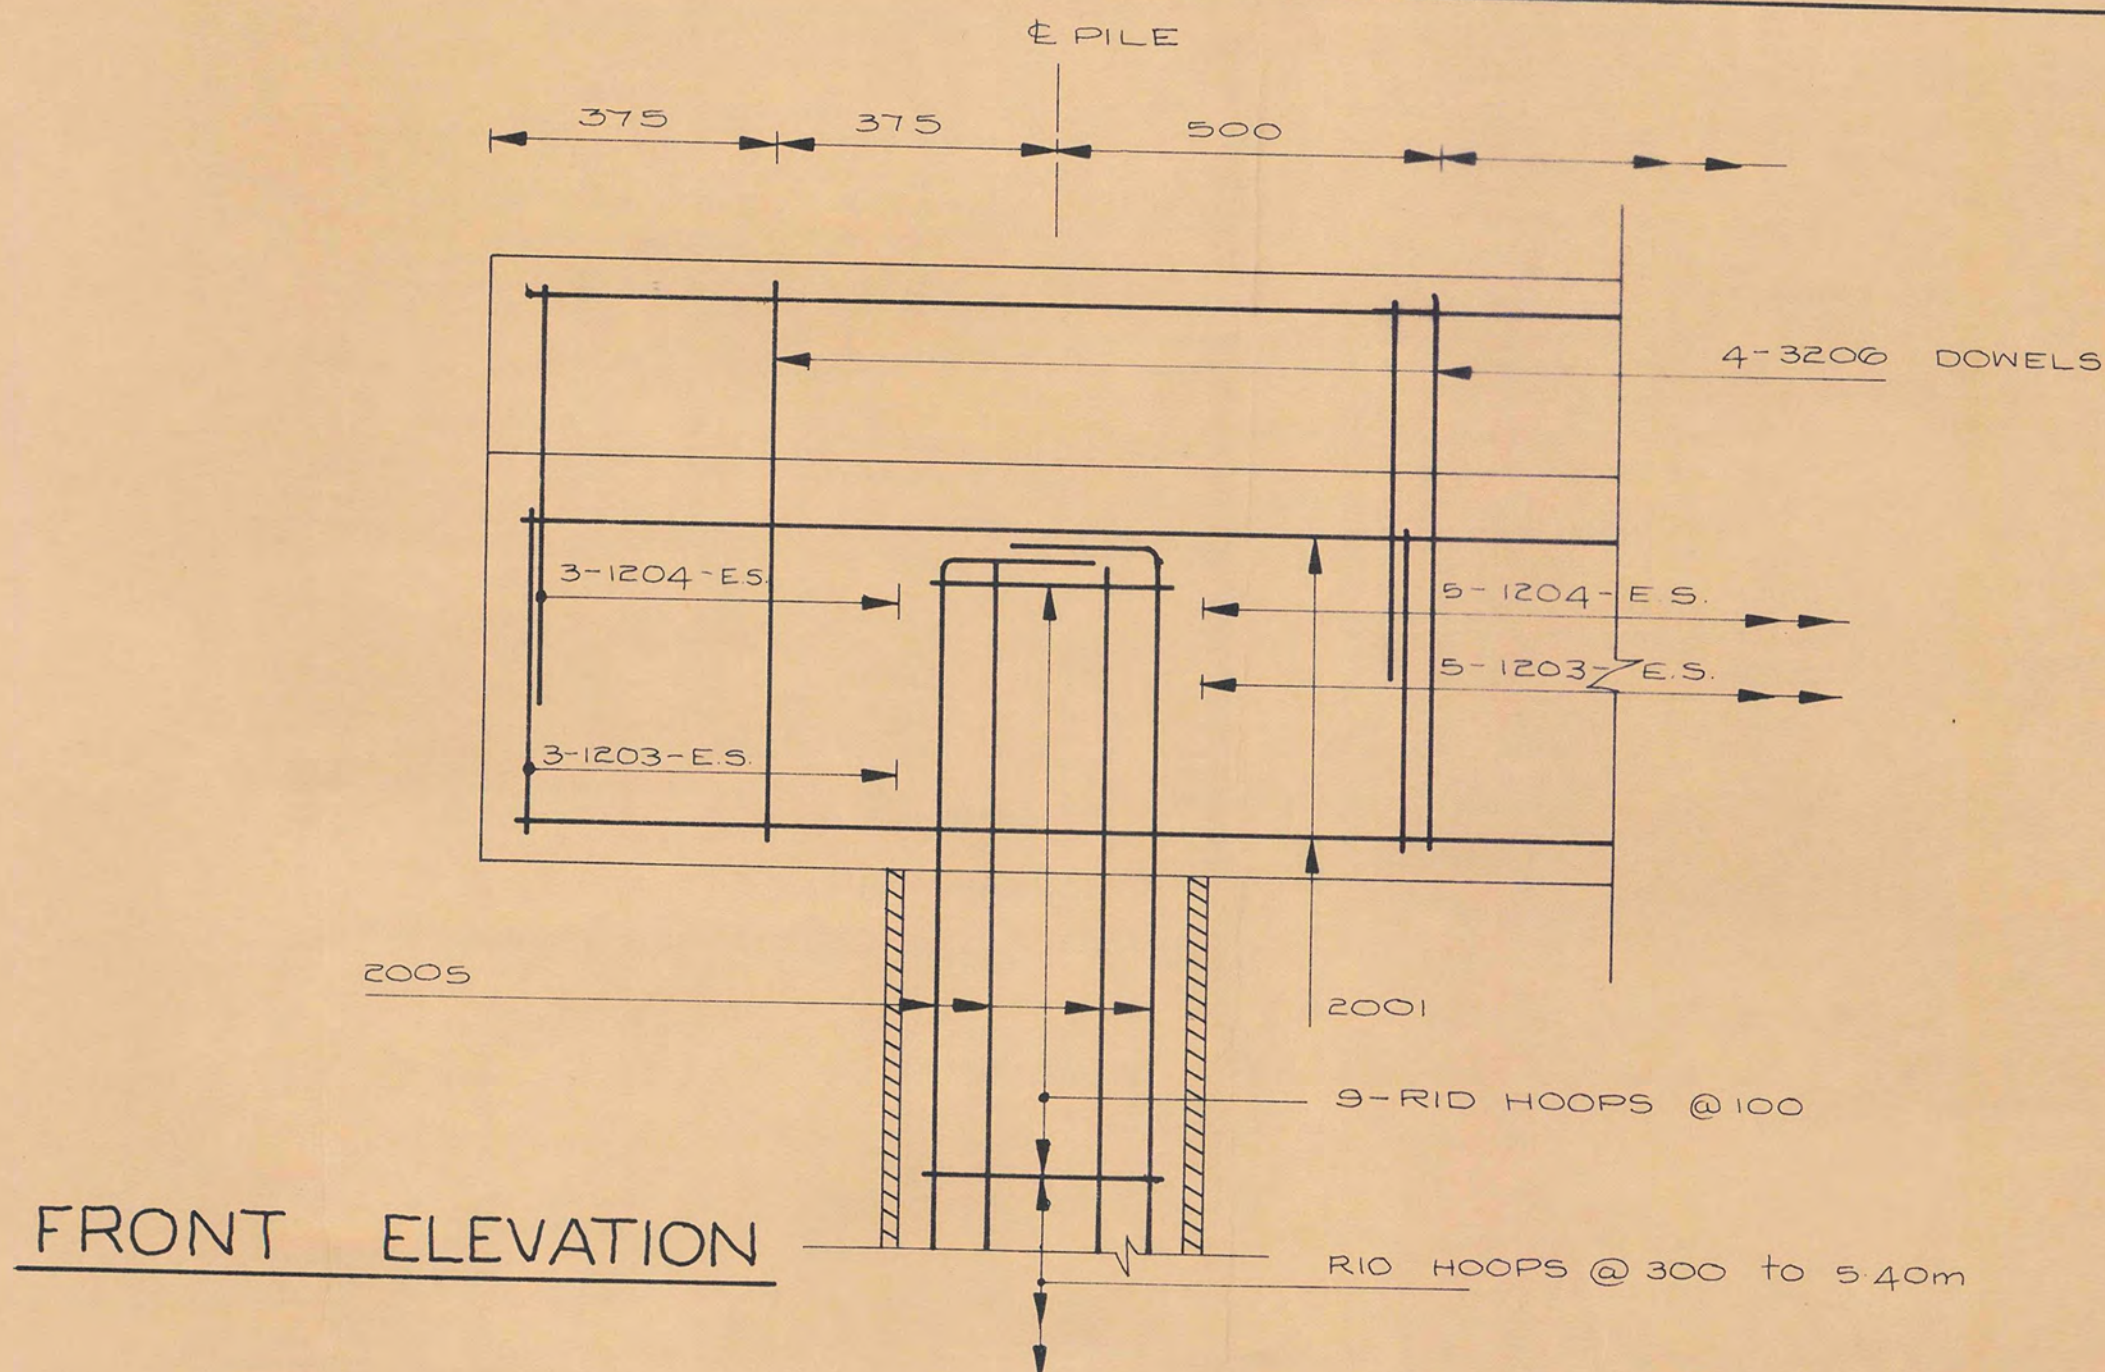 ℄ PILE
375
375
500
4-3206 DOWELS
3-1204-E.S.
5-1204-E.S.
5-1203-E.S.
3-1203-E.S.
2005
2001
9-R10 HOOPS @ 100
FRONT ELEVATION
R10 HOOPS @ 300 to 5.40m